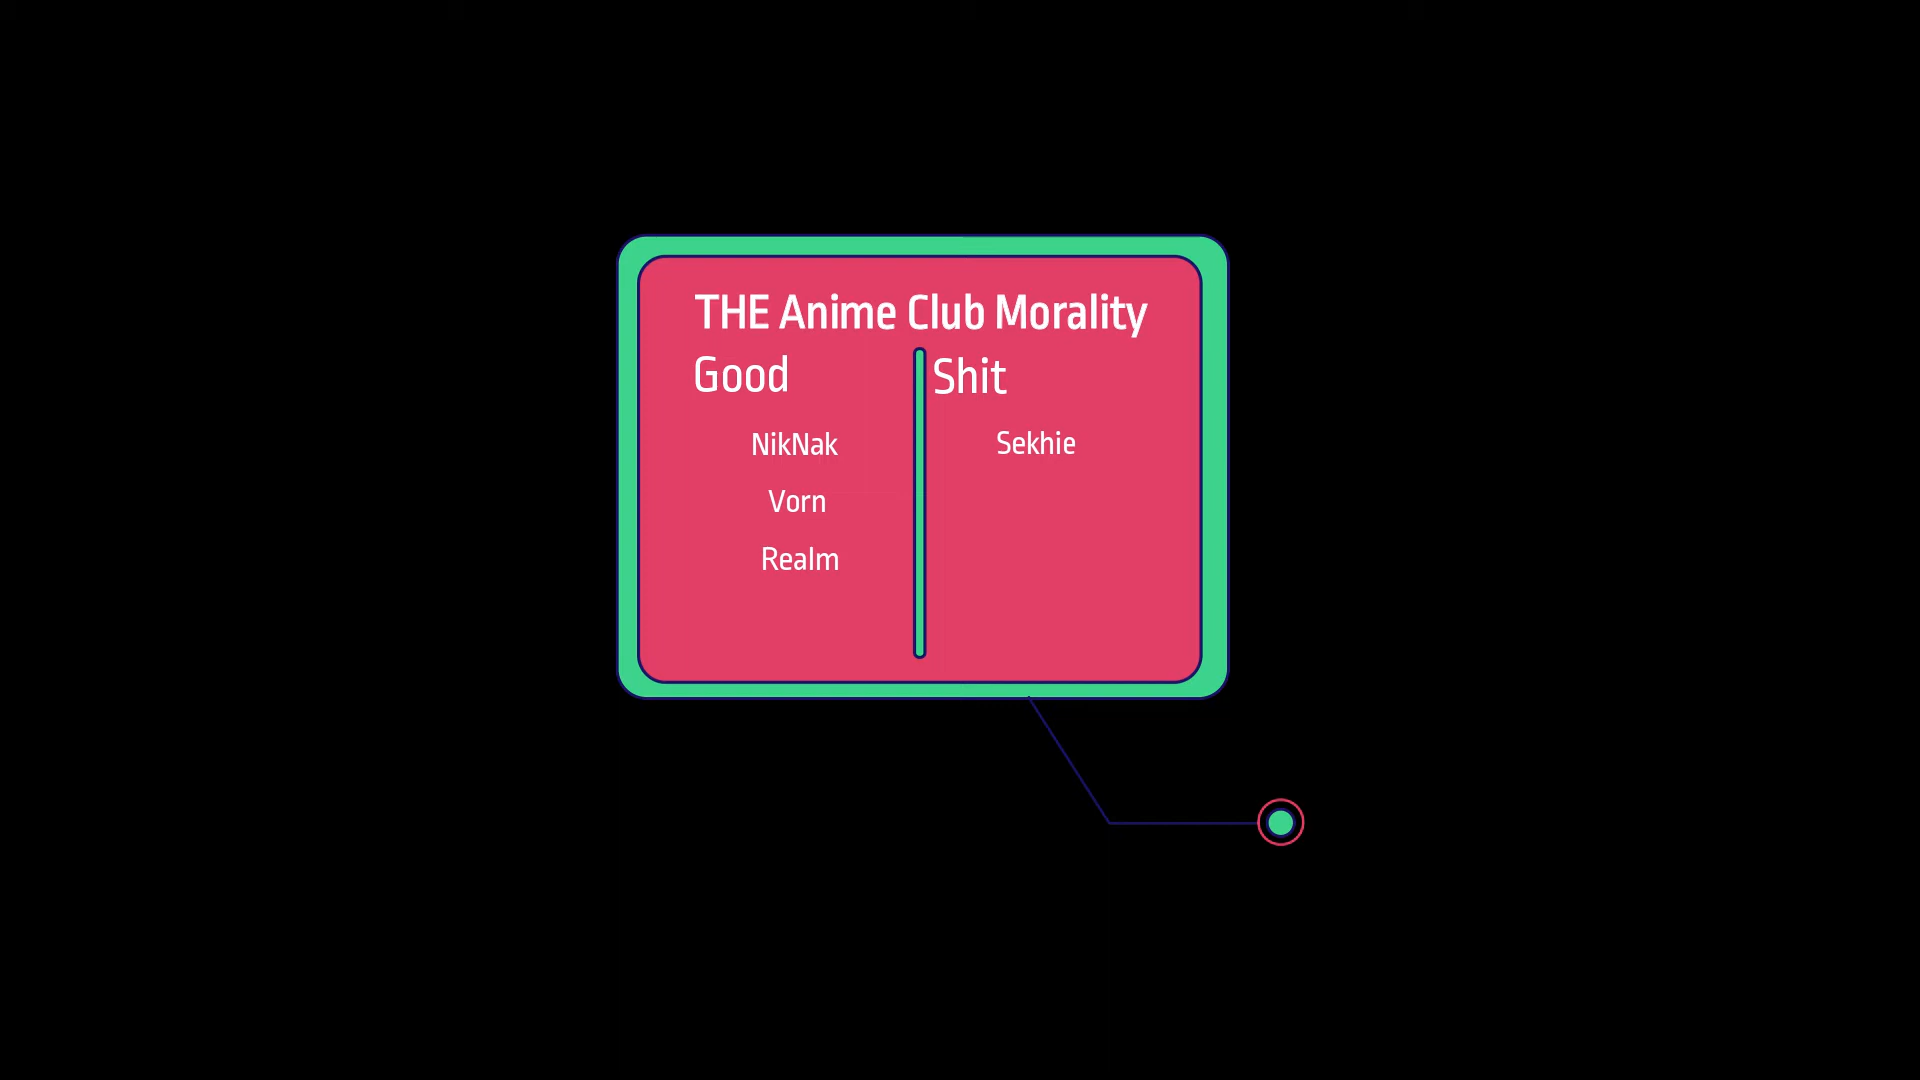 THE Anime Club Morality
Good
Shit
NikNak
Sekhie
Vorn
Realm